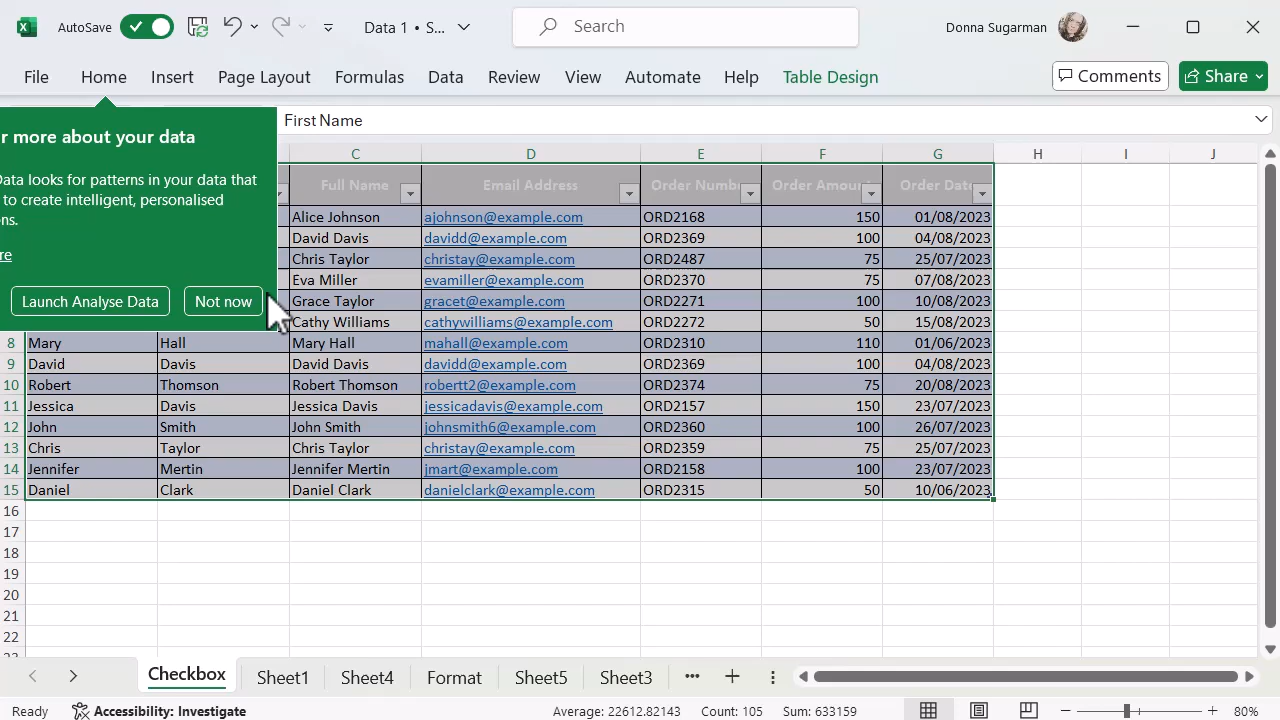 AutoSave
Data 1 • S...
Search
Donna Sugarman
File Home Insert Page Layout Formulas Data Review View Automate Help Table Design
Comments Share
First Name
r more about your data
Data looks for patterns in your data that
to create intelligent, personalised
ns.
re
Launch Analyse Data Not now
C D E F G H I J
Full Name Email Address Order Numb Order Amou Order Date
Alice Johnson ajohnson@example.com ORD2168 150 01/08/2023
David Davis davidd@example.com ORD2369 100 04/08/2023
Chris Taylor christay@example.com ORD2487 75 25/07/2023
Eva Miller evamiller@example.com ORD2370 75 07/08/2023
Grace Taylor gracet@example.com ORD2271 100 10/08/2023
Cathy Williams cathywilliams@example.com ORD2272 50 15/08/2023
8 Mary Hall Mary Hall mahall@example.com ORD2310 110 01/06/2023
9 David Davis David Davis davidd@example.com ORD2369 100 04/08/2023
10 Robert Thomson Robert Thomson robertt2@example.com ORD2374 75 20/08/2023
11 Jessica Davis Jessica Davis jessicadavis@example.com ORD2157 150 23/07/2023
12 John Smith John Smith johnsmith6@example.com ORD2360 100 26/07/2023
13 Chris Taylor Chris Taylor christay@example.com ORD2359 75 25/07/2023
14 Jennifer Mertin Jennifer Mertin jmart@example.com ORD2158 100 23/07/2023
15 Daniel Clark Daniel Clark danielclark@example.com ORD2315 50 10/06/2023
16
17
18
19
20
21
22
Checkbox Sheet1 Sheet4 Format Sheet5 Sheet3 ...
Ready Accessibility: Investigate Average: 22612.82143 Count: 105 Sum: 633159 80%